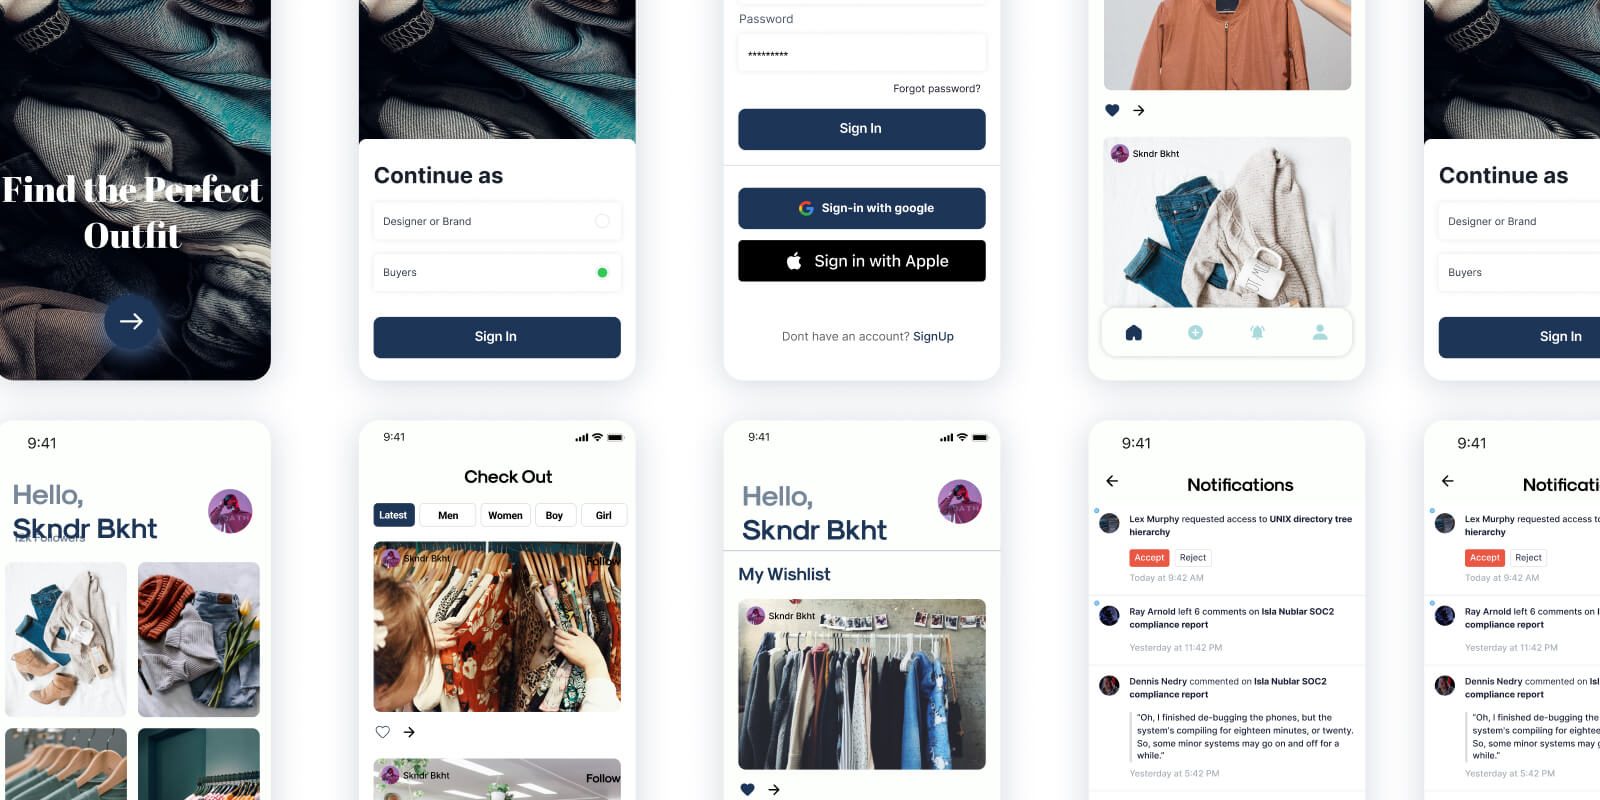 Find the Perfect
Outfit
Continue as
Designer or Brand
Buyers
Sign In
Password
*********
Forgot password?
Sign In
Sign-in with google
Sign in with Apple
Dont have an account? SignUp
Skndr Bkht
Continue as
Designer or Brand
Buyers
Sign In
9:41
Hello,
Skndr Bkht
12k Followers
9:41
Check Out
Latest
Men
Women
Boy
Girl
Skndr Bkht
Follow
Skndr Bkht
Follow
9:41
Hello,
Skndr Bkht
My Wishlist
Skndr Bkht
9:41
Notifications
Lex Murphy requested access to UNIX directory tree
hierarchy
Accept
Reject
Today at 9:42 AM
Ray Arnold left 6 comments on Isla Nublar SOC2
compliance report
Yesterday at 11:42 PM
Dennis Nedry commented on Isla Nublar SOC2
compliance report
"Oh, I finished de-bugging the phones, but the
system's compiling for eighteen minutes, or twenty.
So, some minor systems may go on and off for a
while."
Yesterday at 5:42 PM
9:41
Notificati
Lex Murphy requested access to
hierarchy
Accept
Reject
Today at 9:42 AM
Ray Arnold left 6 comments on I
compliance report
Yesterday at 11:42 PM
Dennis Nedry commented on Isl
compliance report
"Oh, I finished de-bugging the
system's compiling for eightee
So, some minor systems may g
while."
Yesterday at 5:42 PM